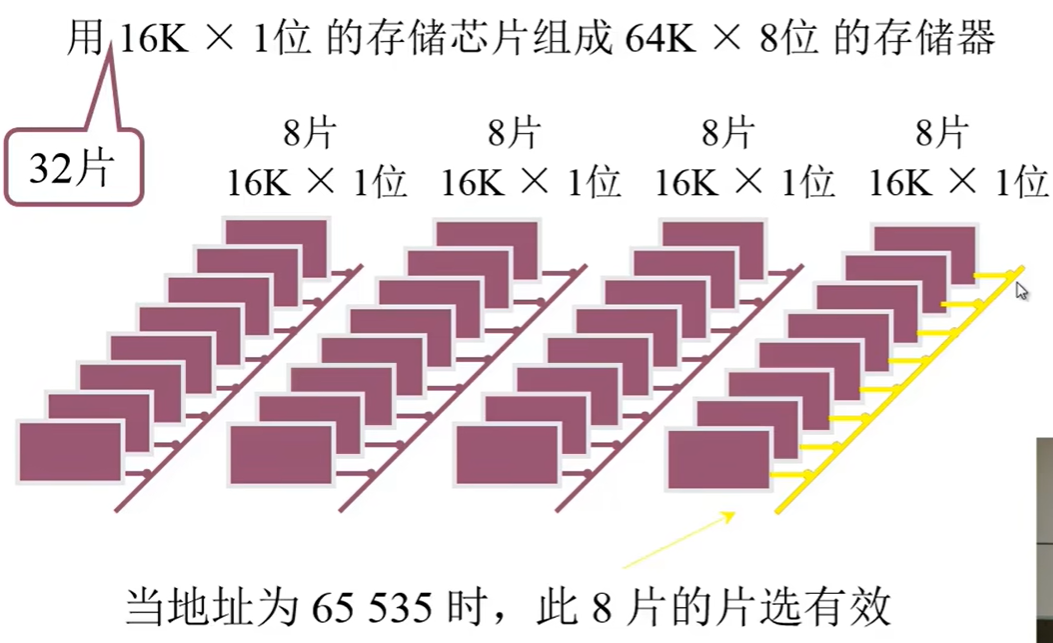 用 16K × 1位 的存储芯片组成 64K × 8位 的存储器
32片
8片 8片 8片 8片
16K × 1位 16K × 1位 16K × 1位 16K × 1位
当地址为 65 535 时，此 8 片的片选有效